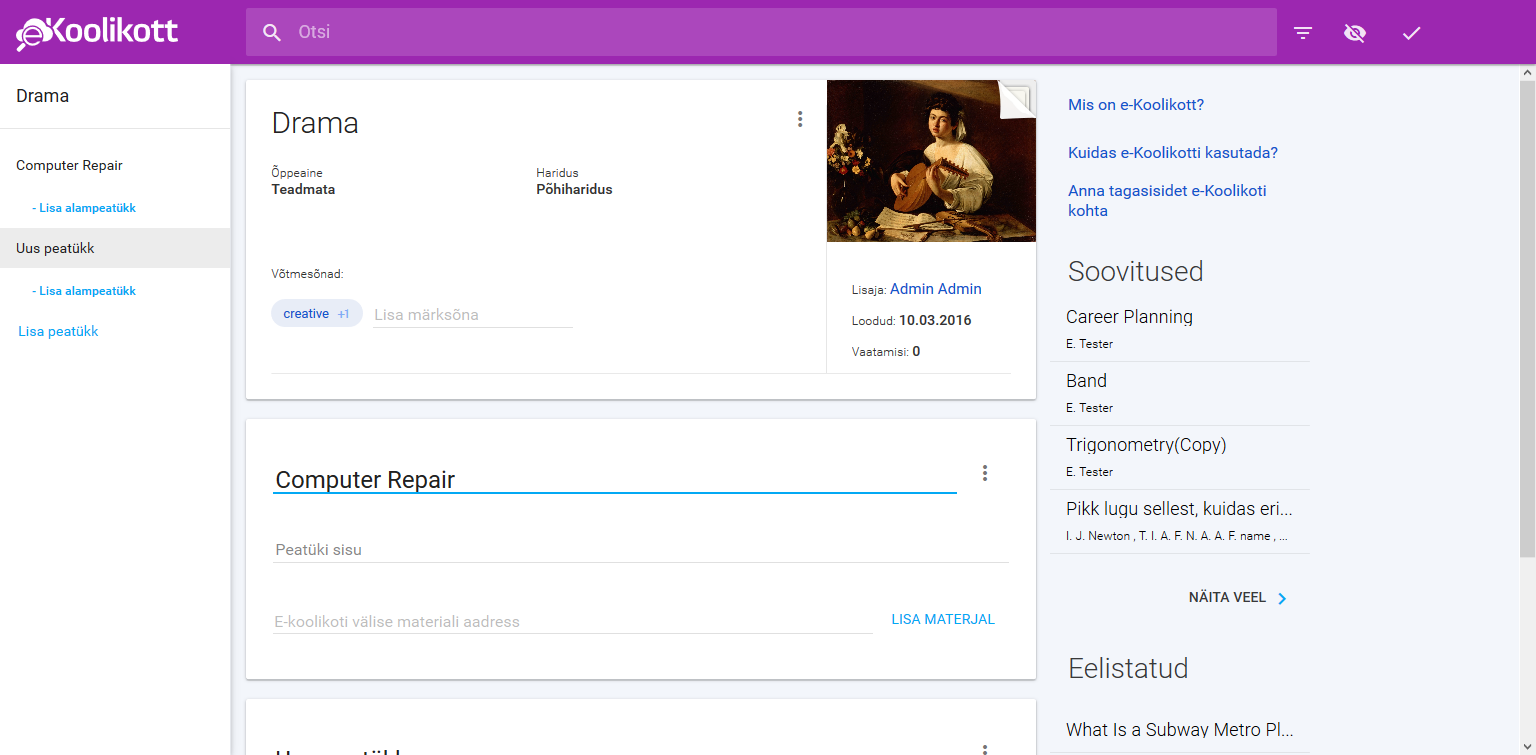 eKoolikott
Otsi
Drama
Computer Repair
- Lisa alampeatükk
Uus peatükk
- Lisa alampeatükk
Lisa peatükk
Drama
Õppeaine
Teadmata
Haridus
Põhiharidus
Võtmesõnad:
creative +1
Lisa märksõna
Lisaja: Admin Admin
Loodud: 10.03.2016
Vaatamisi: 0
Computer Repair
Peatüki sisu
E-koolikoti välise materiali aadress
LISA MATERJAL
Mis on e-Koolikott?
Kuidas e-Koolikotti kasutada?
Anna tagasisidet e-Koolikoti
kohta
Soovitused
Career Planning
E. Tester
Band
E. Tester
Trigonometry(Copy)
E. Tester
Pikk lugu sellest, kuidas eri...
I. J. Newton , T. I. A. F. N. A. A. F. name , ...
NÄITA VEEL
Eelistatud
What Is a Subway Metro Pl...